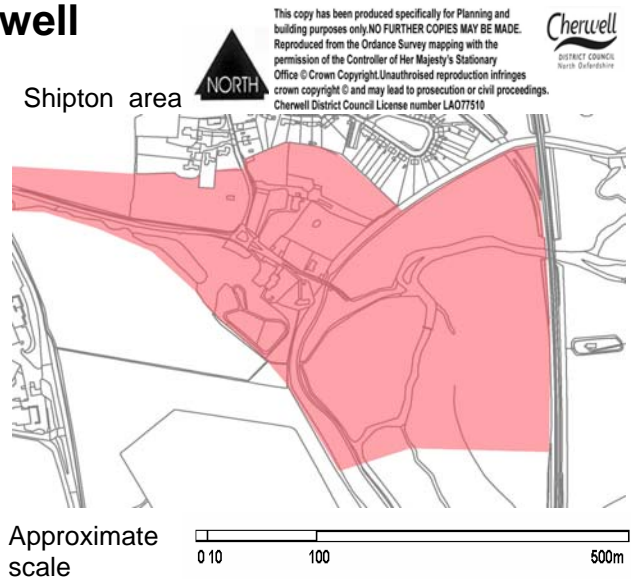 well
This copy has been produced specifically for Planning and
building purposes only.NO FURTHER COPIES MAY BE MADE.
Reproduced from the Ordance Survey mapping with the
permission of the Controller of Her Majesty's Stationary
Office © Crown Copyright.Unauthroised reproduction infringes
crown copyright © and may lead to prosecution or civil proceedings.
Cherwell District Council License number LAO77510
Cherwell
DISTRICT COUNCIL
North Oxfordshire
NORTH
Shipton area
Approximate
scale
0 10 100 500m